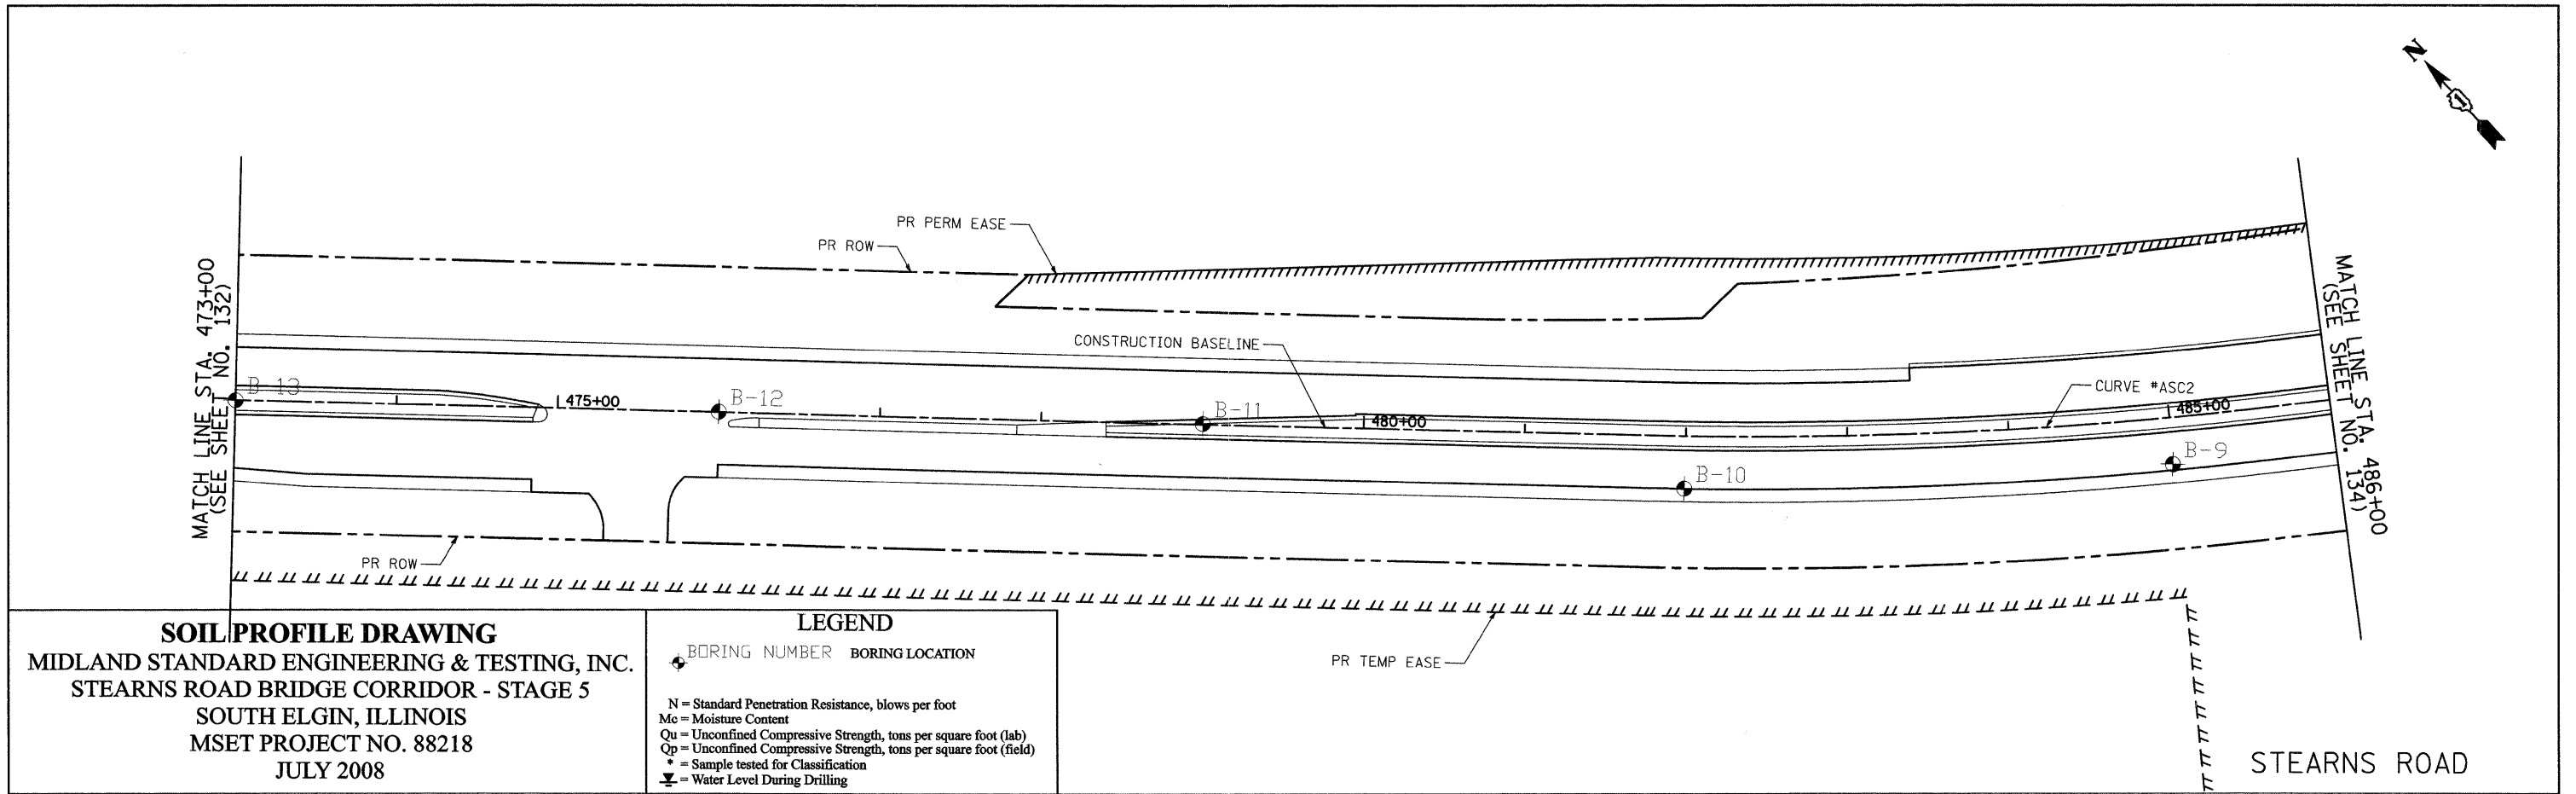 N
1
PR PERM EASE
PR ROW
MATCH LINE STA. 473+00
(SEE SHEET NO. 132)
CONSTRUCTION BASELINE
MATCH LINE STA. 486+00
(SEE SHEET NO. 134)
B-13
475+00
B-12
B-11
480+00
CURVE #ASC2
485+00
B-9
B-10
PR ROW
PR TEMP EASE
SOIL PROFILE DRAWING
MIDLAND STANDARD ENGINEERING & TESTING, INC.
STEARNS ROAD BRIDGE CORRIDOR - STAGE 5
SOUTH ELGIN, ILLINOIS
MSET PROJECT NO. 88218
JULY 2008
LEGEND
BORING NUMBER BORING LOCATION
N = Standard Penetration Resistance, blows per foot
Mc = Moisture Content
Qu = Unconfined Compressive Strength, tons per square foot (lab)
Qp = Unconfined Compressive Strength, tons per square foot (field)
* = Sample tested for Classification
= Water Level During Drilling
STEARNS ROAD